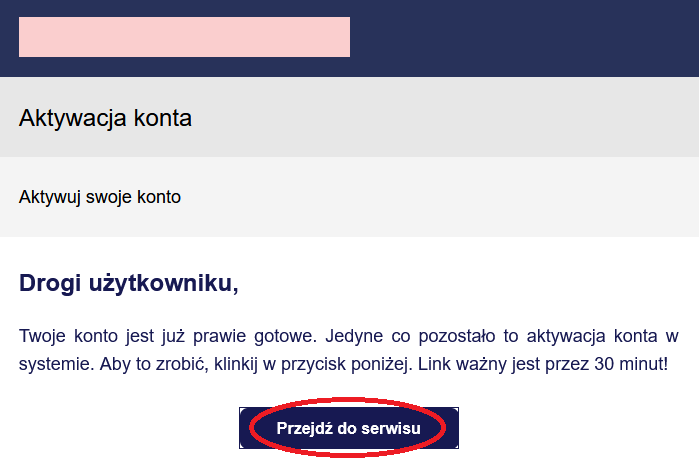 Aktywacja konta
Aktywuj swoje konto
Drogi użytkowniku,
Twoje konto jest już prawie gotowe. Jedyne co pozostało to aktywacja konta w
systemie. Aby to zrobić, klinkij w przycisk poniżej. Link ważny jest przez 30 minut!
Przejdź do serwisu